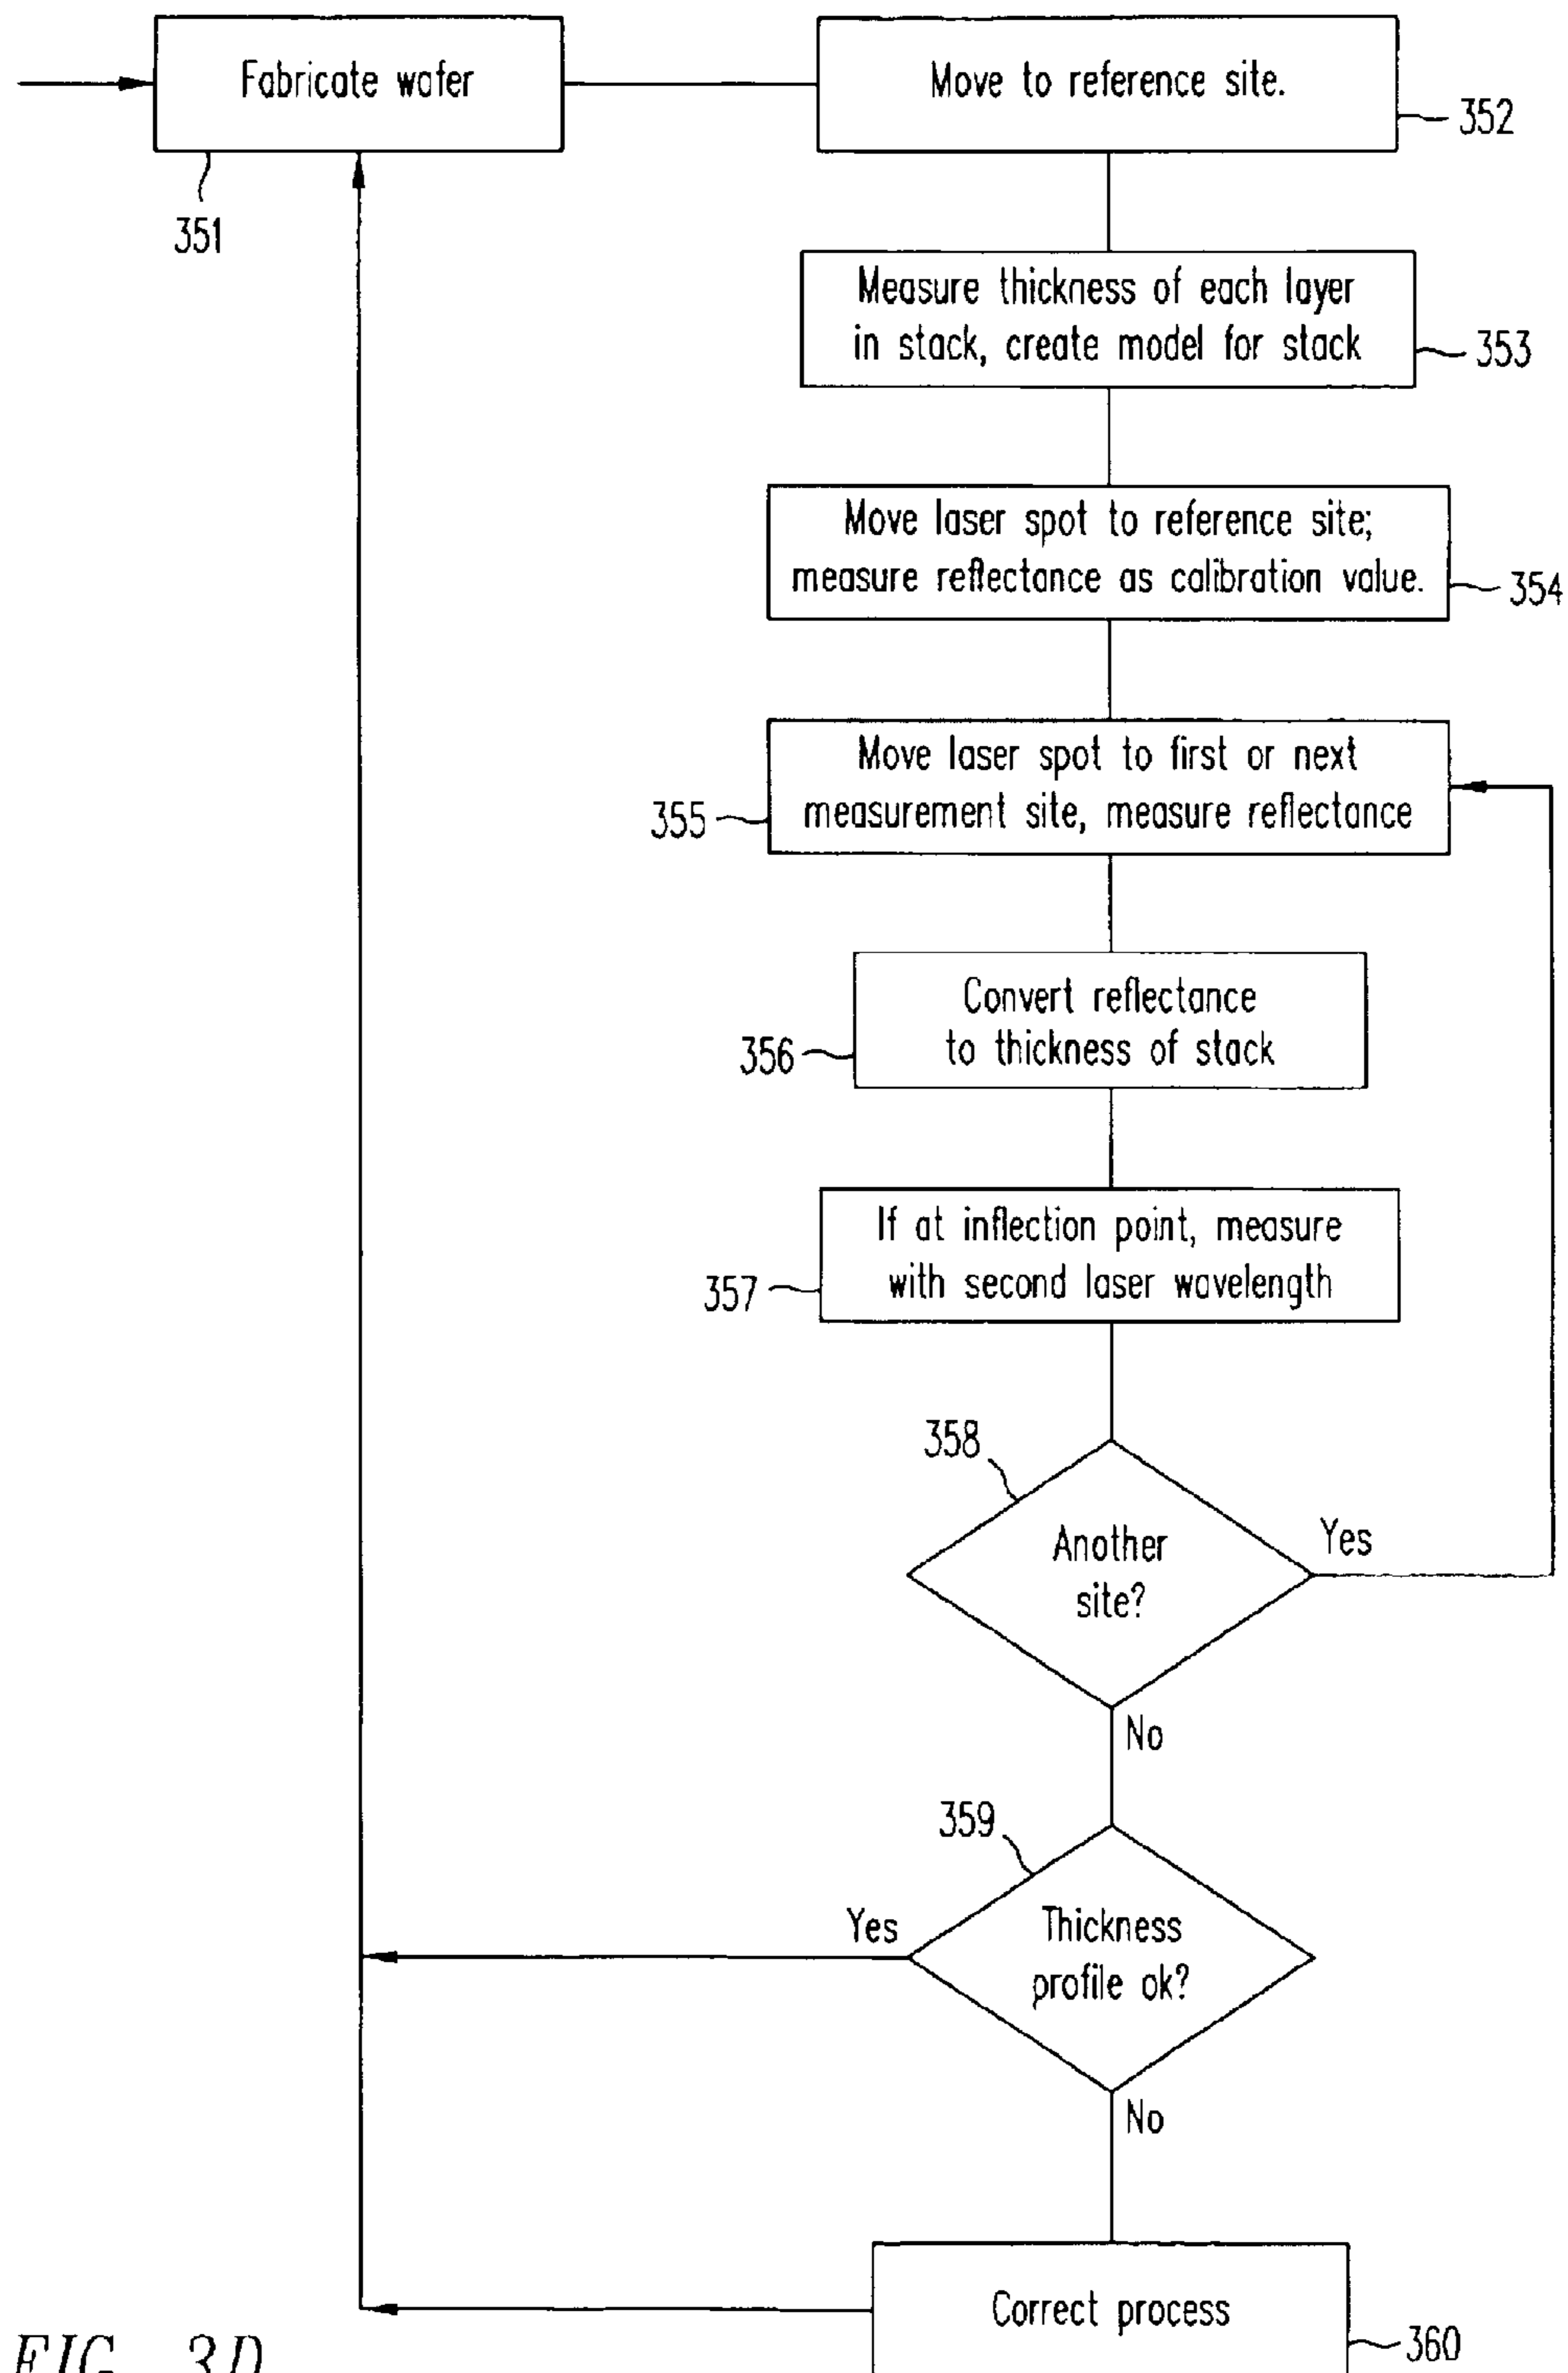 Fabricate wafer
351
Move to reference site.
352
Measure thickness of each layer
in stack, create model for stack
353
Move laser spot to reference site;
measure reflectance as calibration value.
354
Move laser spot to first or next
measurement site, measure reflectance
355
Convert reflectance
to thickness of stack
356
If at inflection point, measure
with second laser wavelength
357
358
Another
site?
Yes
No
359
Thickness
profile ok?
Yes
No
Correct process
360
FIG. 3D